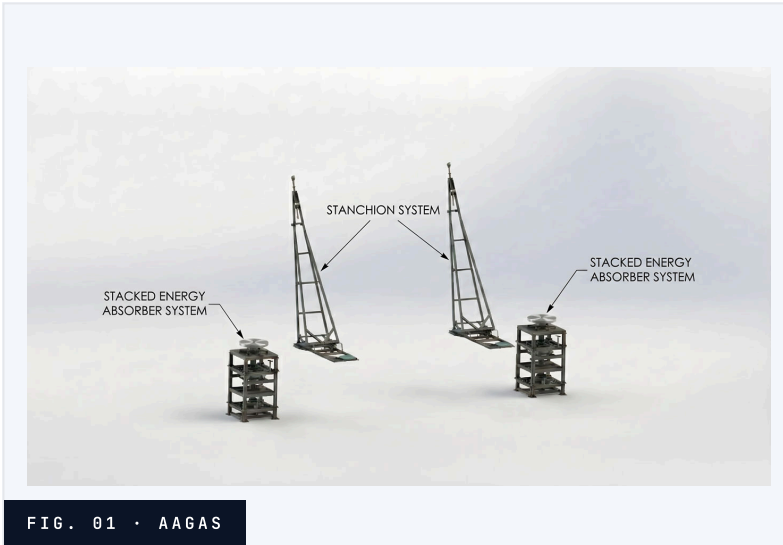 STANCHION SYSTEM
STACKED ENERGY
ABSORBER SYSTEM
STACKED ENERGY
ABSORBER SYSTEM
FIG. 01 · AAGAS